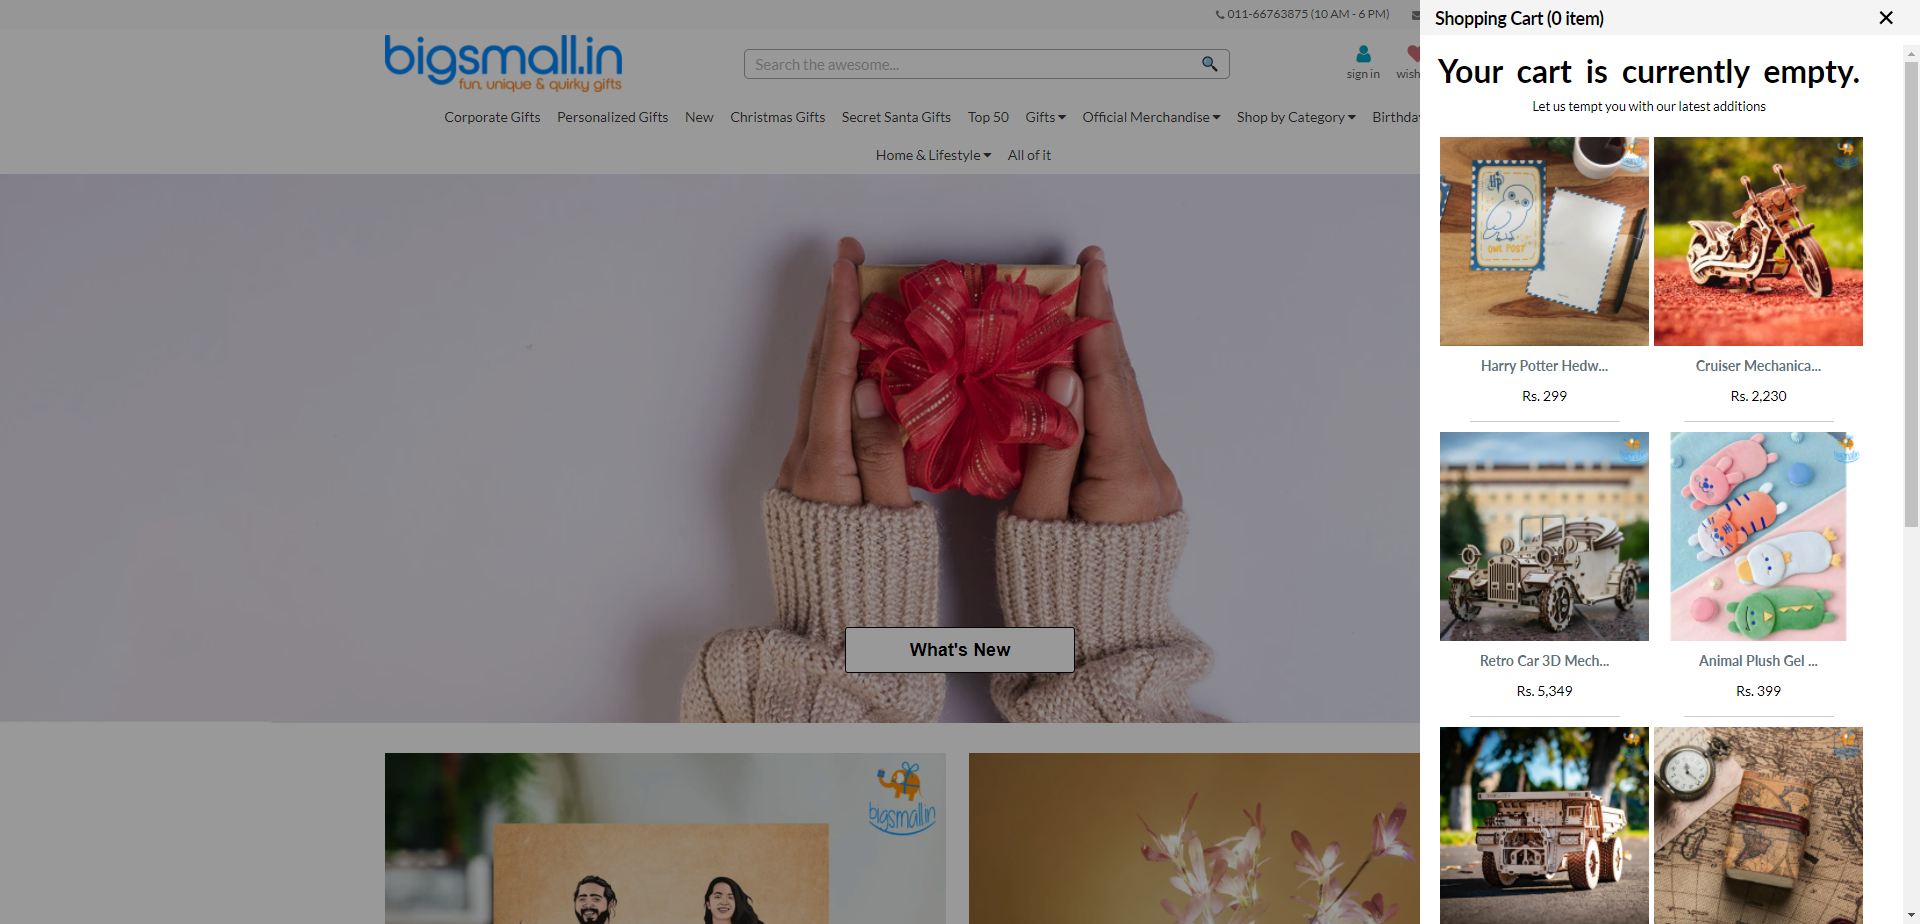 011-66763875 (10 AM - 6 PM)
bigsmall.in
fun, unique & quirky gifts
Search the awesome...
sign in
wish
Corporate Gifts
Personalized Gifts
New
Christmas Gifts
Secret Santa Gifts
Top 50
Gifts
Official Merchandise
Shop by Category
Birthday
Home & Lifestyle
All of it
What's New
bigsmall.in
Shopping Cart (0 item)
Your cart is currently empty.
Let us tempt you with our latest additions
HP
OWL POST
Harry Potter Hedw...
Rs. 299
Cruiser Mechanica...
Rs. 2,230
Retro Car 3D Mech...
Rs. 5,349
Animal Plush Gel ...
Rs. 399